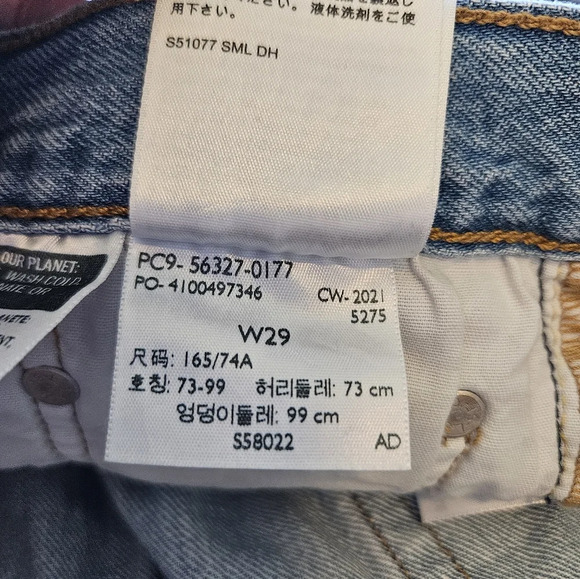 用下さい。 液体洗剤をご使
S51077 SML DH
OUR PLANET:
WASH COLD
PC9- 56327-0177
PO- 4100497346
CW- 2021
5275
W29
尺码: 165/74A
호칭: 73-99 허리둘레: 73 cm
엉덩이둘레: 99 cm
S58022 AD